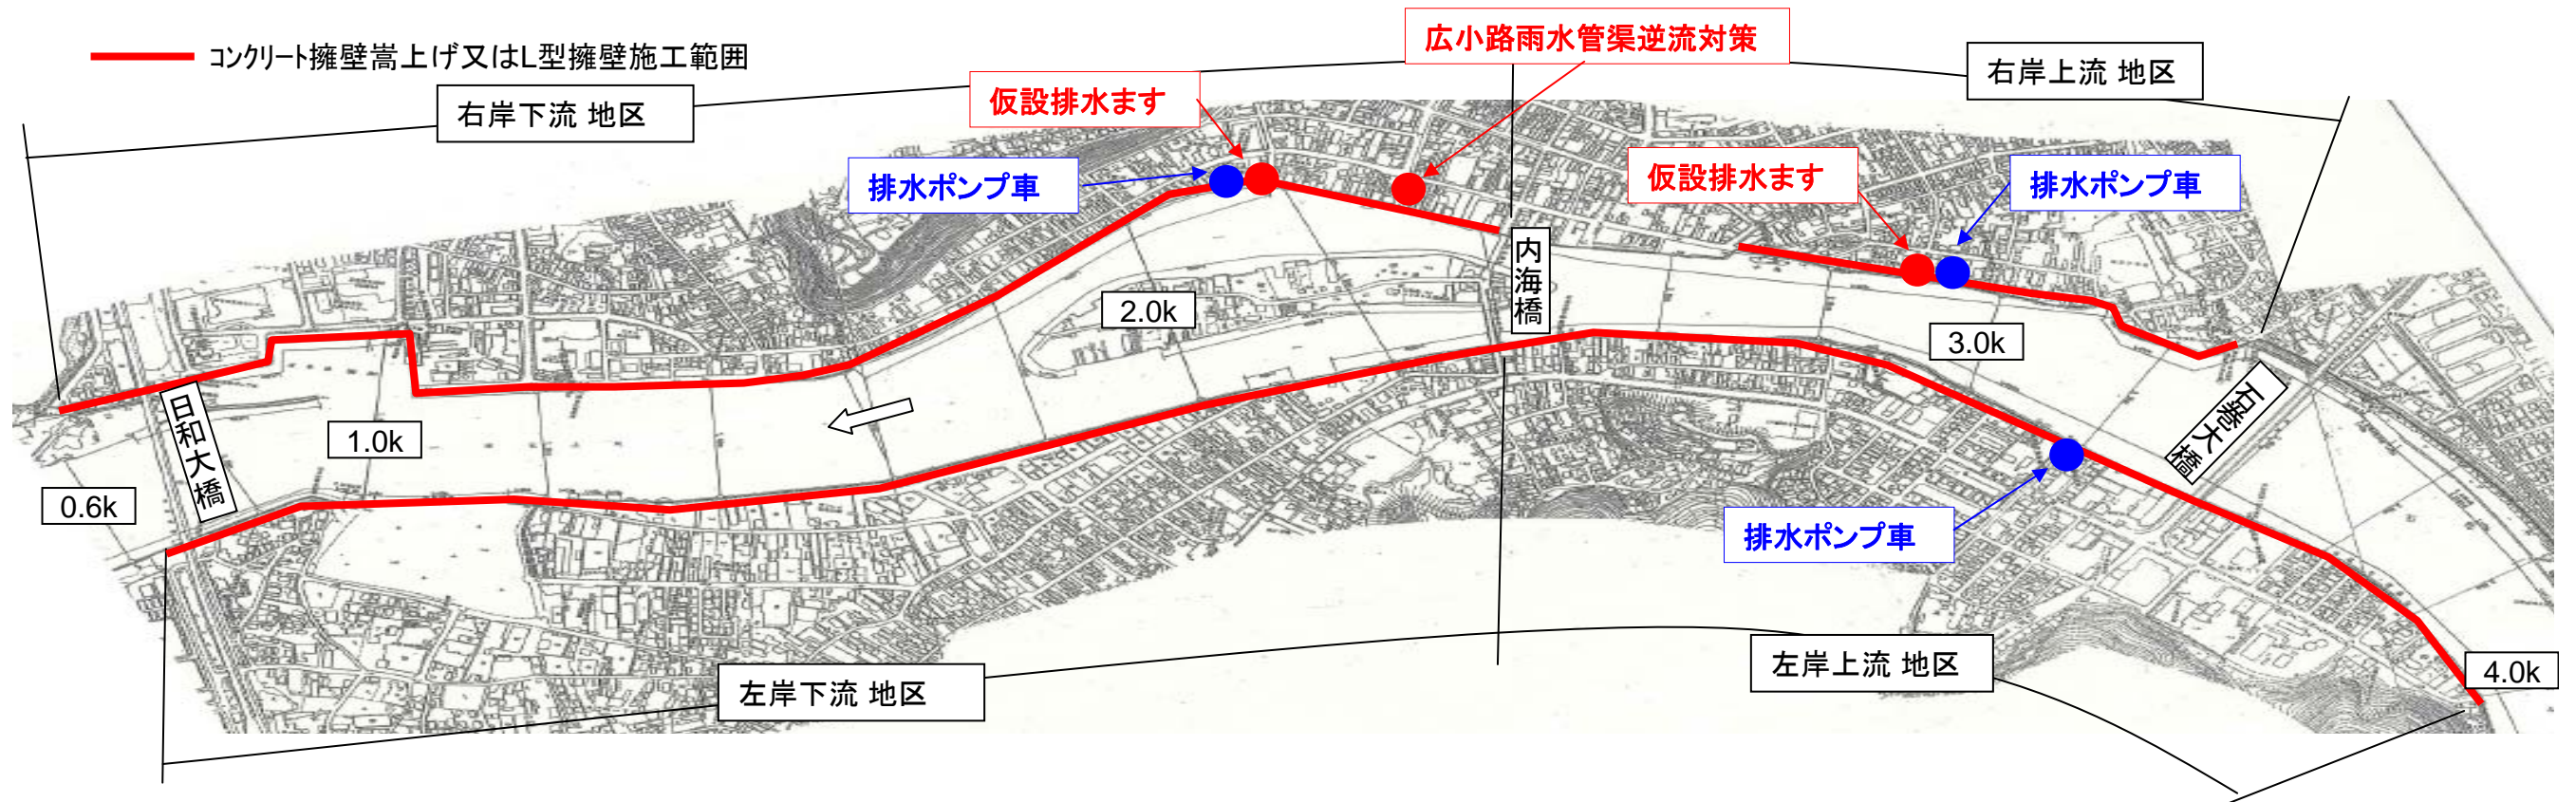 広小路雨水管渠逆流対策
コンクリート擁壁嵩上げ又はL型擁壁施工範囲
右岸上流 地区
右岸下流 地区
仮設排水ます
排水ポンプ車
仮設排水ます
排水ポンプ車
内海橋
2.0k
3.0k
日和大橋
1.0k
石巻大橋
0.6k
排水ポンプ車
左岸上流 地区
4.0k
左岸下流 地区